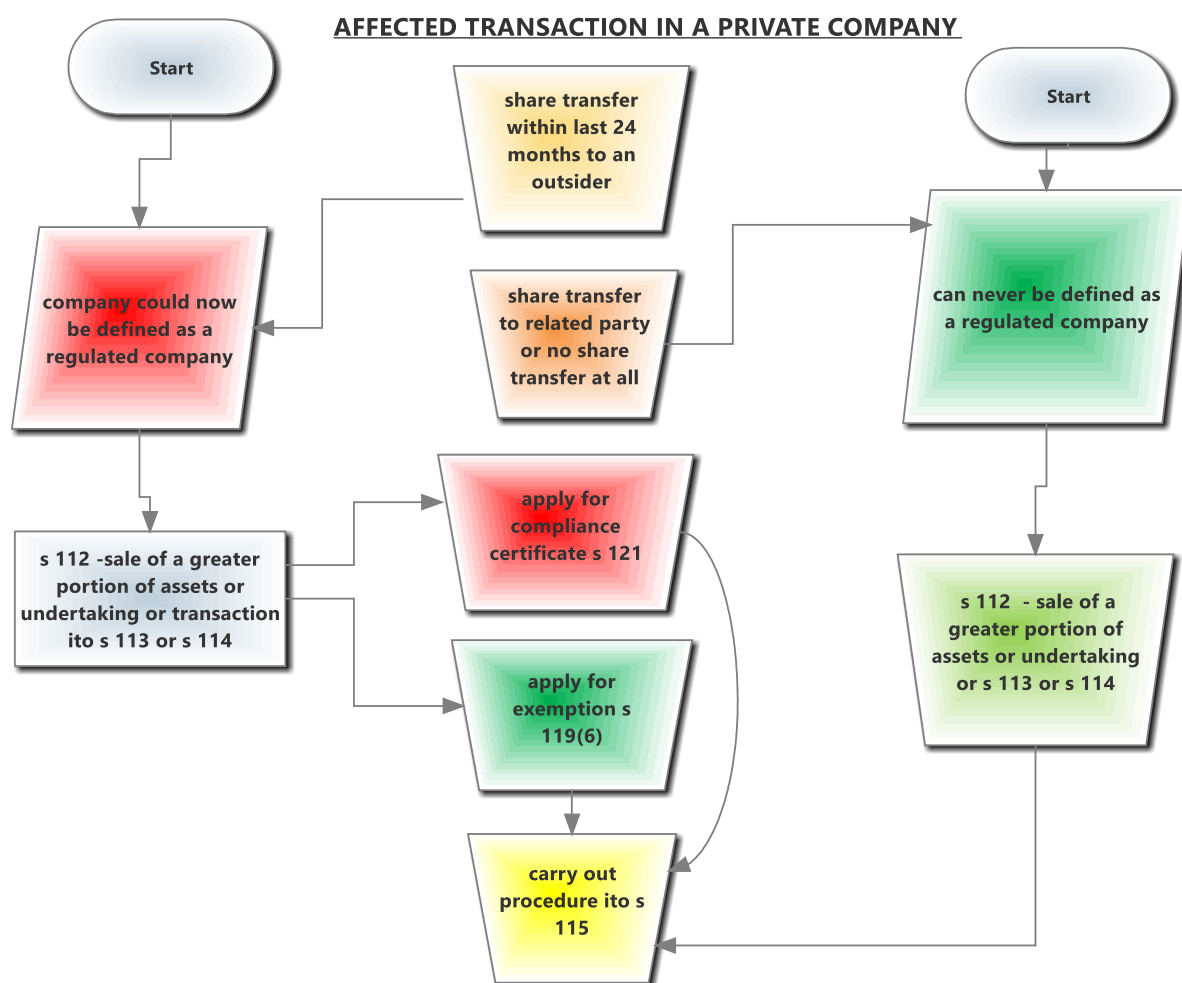 AFFECTED TRANSACTION IN A PRIVATE COMPANY
Start
Start
share transfer
within last 24
months to an
outsider
company could now
be defined as a
regulated company
share transfer
to related party
or no share
transfer at all
can never be defined as
a regulated company
s 112 -sale of a greater
portion of assets or
undertaking or transaction
ito s 113 or s 114
apply for
compliance
certificate s 121
apply for
exemption s
119(6)
s 112  - sale of a
greater portion of
assets or undertaking
or s 113 or s 114
carry out
procedure ito s
115